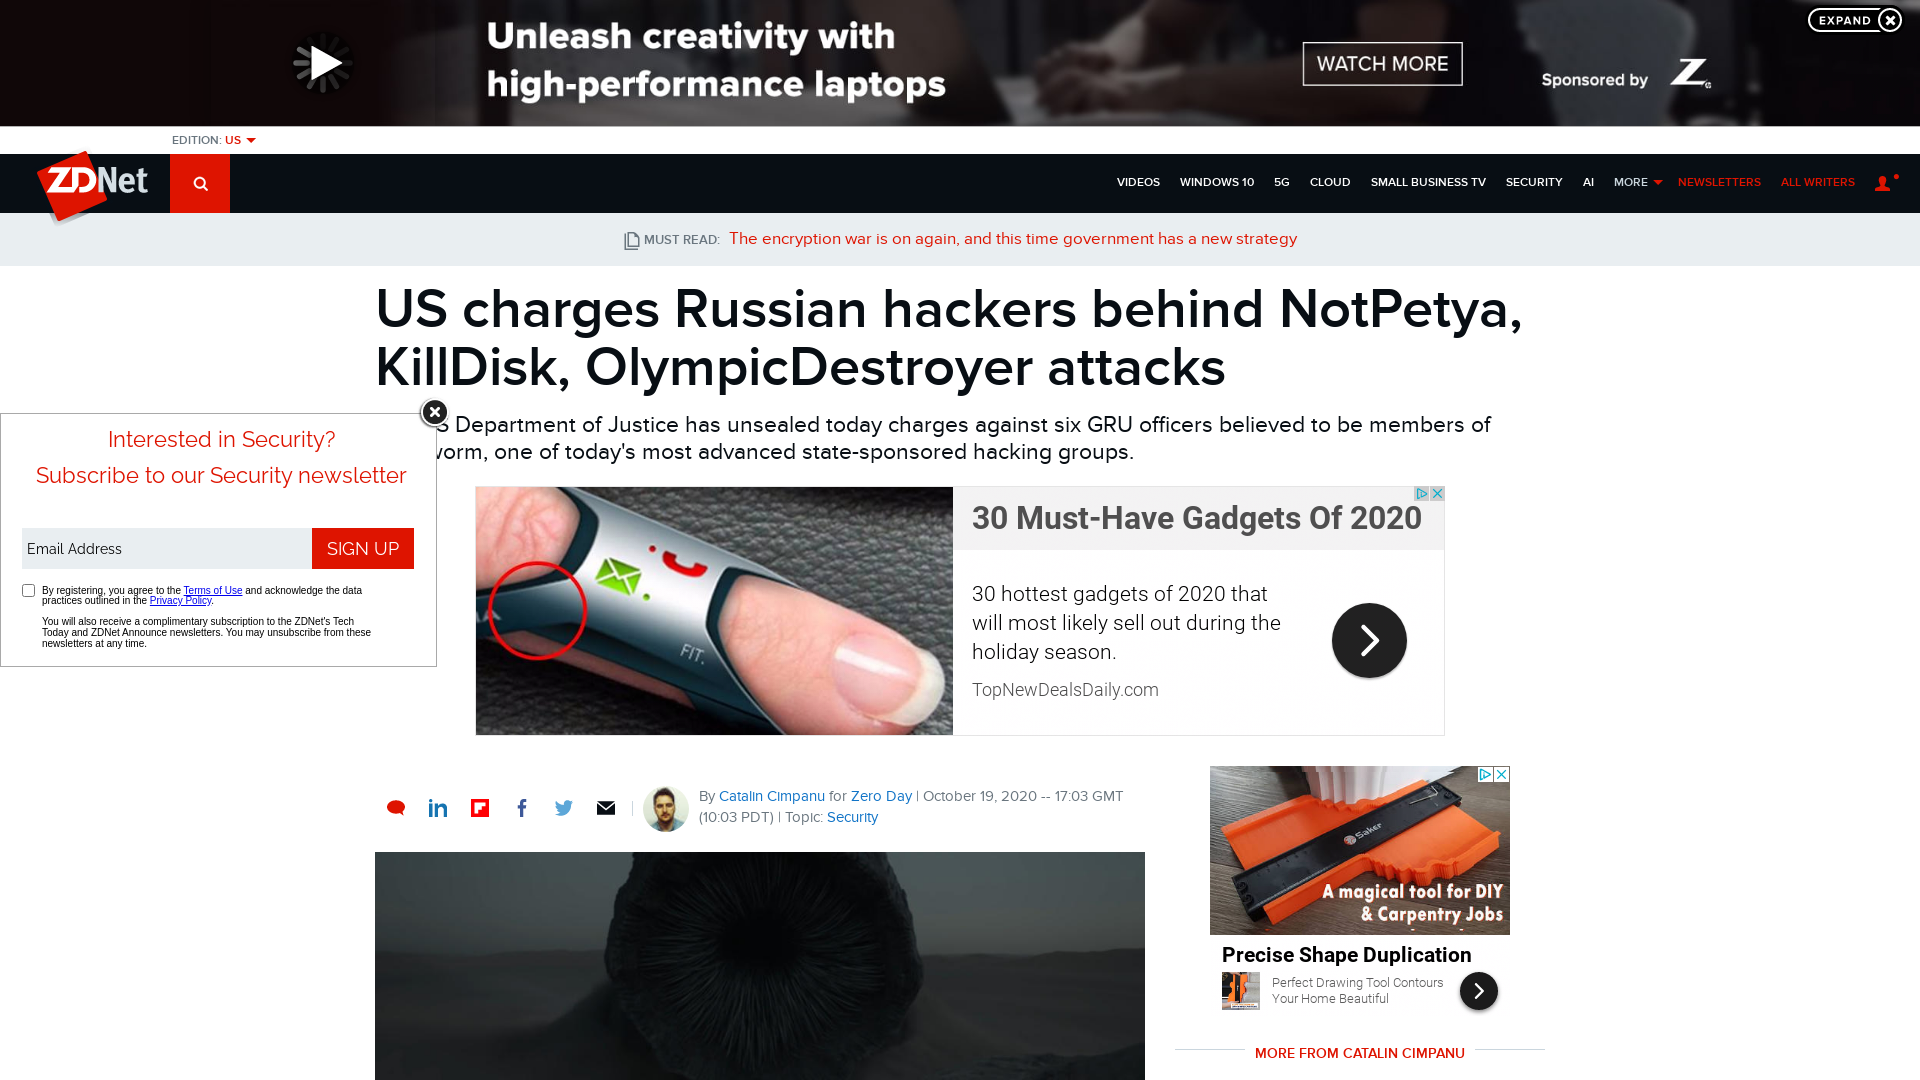 Unleash creativity with
high-performance laptops
WATCH MORE
Sponsored by
EXPAND
EDITION: US
ZDNet
VIDEOS WINDOWS 10 5G CLOUD SMALL BUSINESS TV SECURITY AI MORE NEWSLETTERS ALL WRITERS
MUST READ: The encryption war is on again, and this time government has a new strategy
US charges Russian hackers behind NotPetya,
KillDisk, OlympicDestroyer attacks
Department of Justice has unsealed today charges against six GRU officers believed to be members of
one of today's most advanced state-sponsored hacking groups.
Interested in Security?
Subscribe to our Security newsletter
Email Address
SIGN UP
By registering, you agree to the Terms of Use and acknowledge the data
practices outlined in the Privacy Policy.
You will also receive a complimentary subscription to the ZDNet's Tech
Today and ZDNet Announce newsletters. You may unsubscribe from these
newsletters at any time.
FIT.
30 Must-Have Gadgets Of 2020
30 hottest gadgets of 2020 that
will most likely sell out during the
holiday season.
TopNewDealsDaily.com
By Catalin Cimpanu for Zero Day | October 19, 2020 -- 17:03 GMT
(10:03 PDT) | Topic: Security
Saker
A magical tool for DIY
& Carpentry Jobs
Precise Shape Duplication
Perfect Drawing Tool Contours
Your Home Beautiful
MORE FROM CATALIN CIMPANU